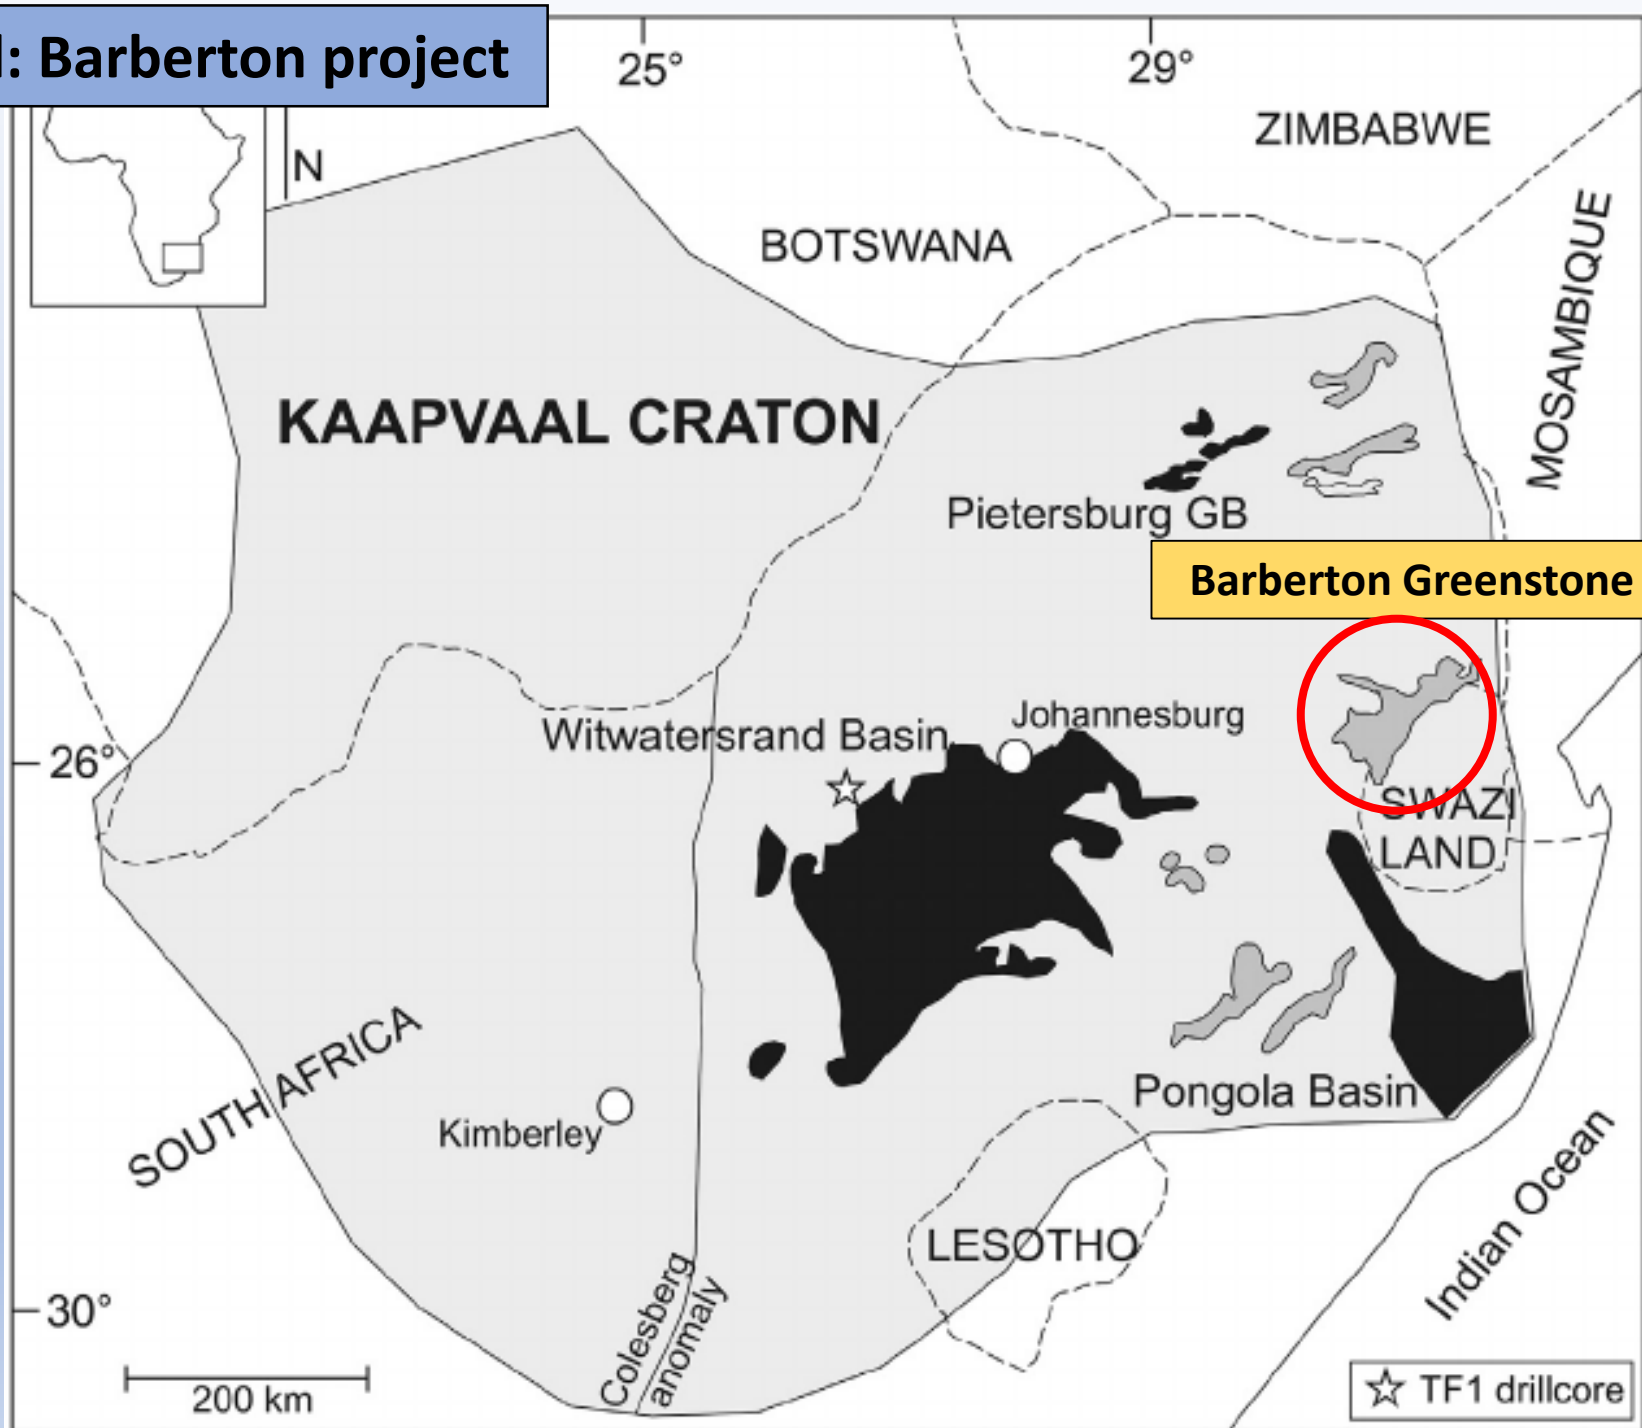 : Barberton project
25°
29°
N
ZIMBABWE
BOTSWANA
MOSAMBIQUE
KAAPVAAL CRATON
Pietersburg GB
Barberton Greenstone
Johannesburg
Witwatersrand Basin
26°
SWAZI
LAND
SOUTH AFRICA
Pongola Basin
Kimberley
LESOTHO
Indian Ocean
Colesberg
anomaly
30°
200 km
TF1 drillcore